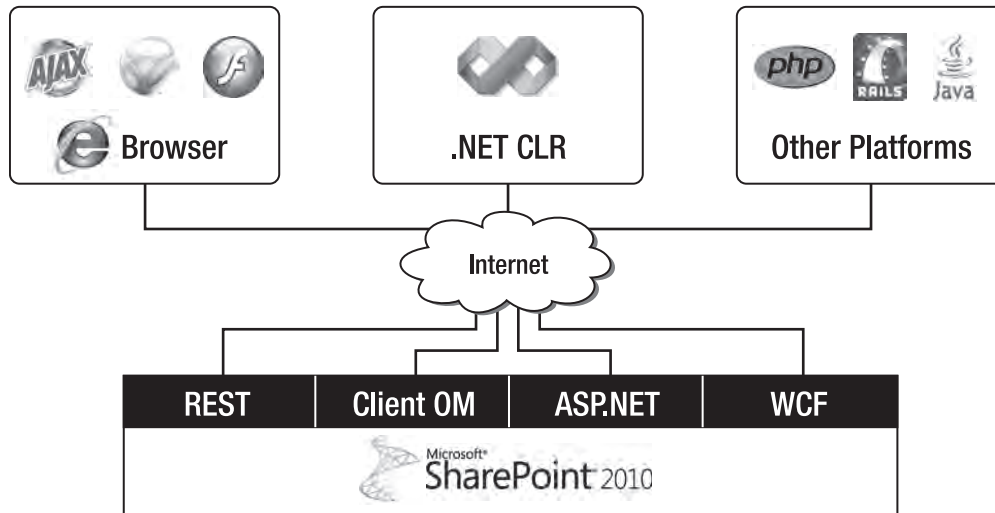 AJAX
Browser
.NET CLR
php
RAILS
Java
Other Platforms
Internet
REST
Client OM
ASP.NET
WCF
Microsoft®
SharePoint 2010